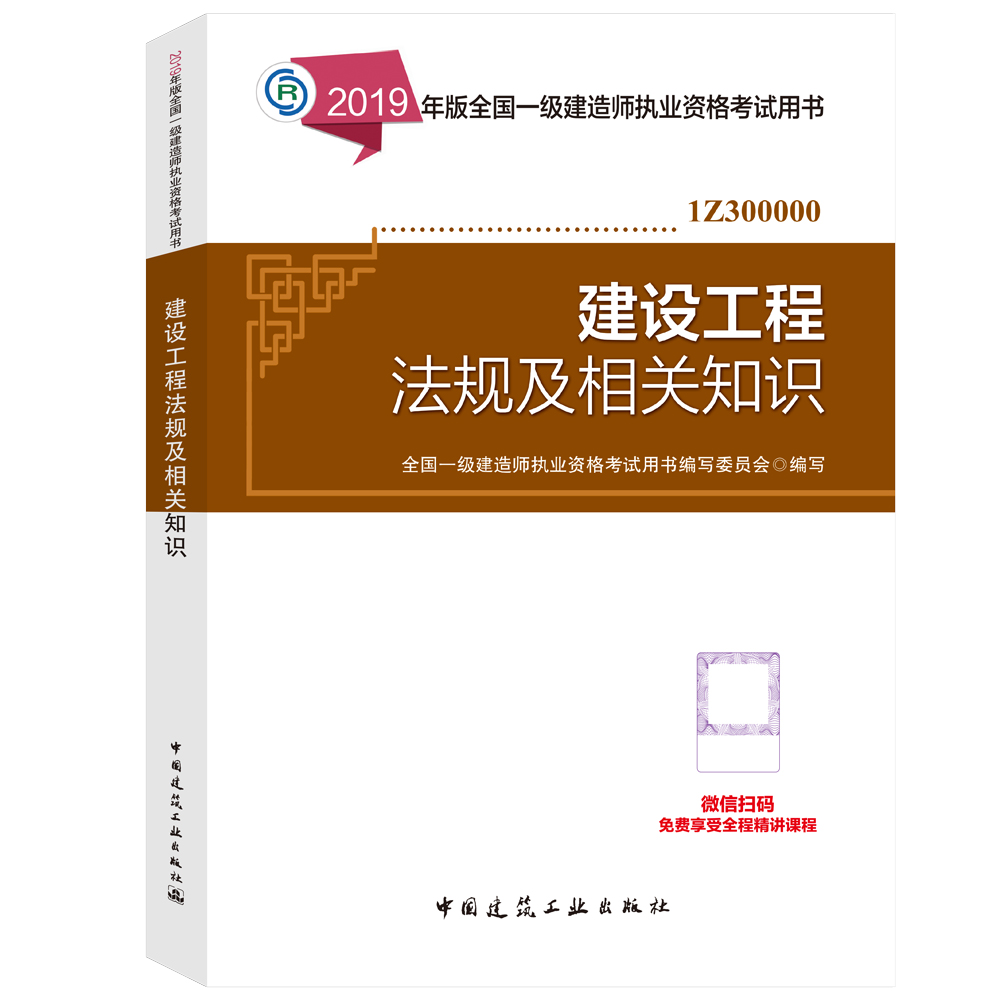 2019年版全国一级建造师执业资格考试用书
建设工程法规及相关知识
中国建筑工业出版社
R
2019年版全国一级建造师执业资格考试用书
1Z300000
建设工程
法规及相关知识
全国一级建造师执业资格考试用书编写委员会◎编写
微信扫码
免费享受全程精讲课程
中国建筑工业出版社